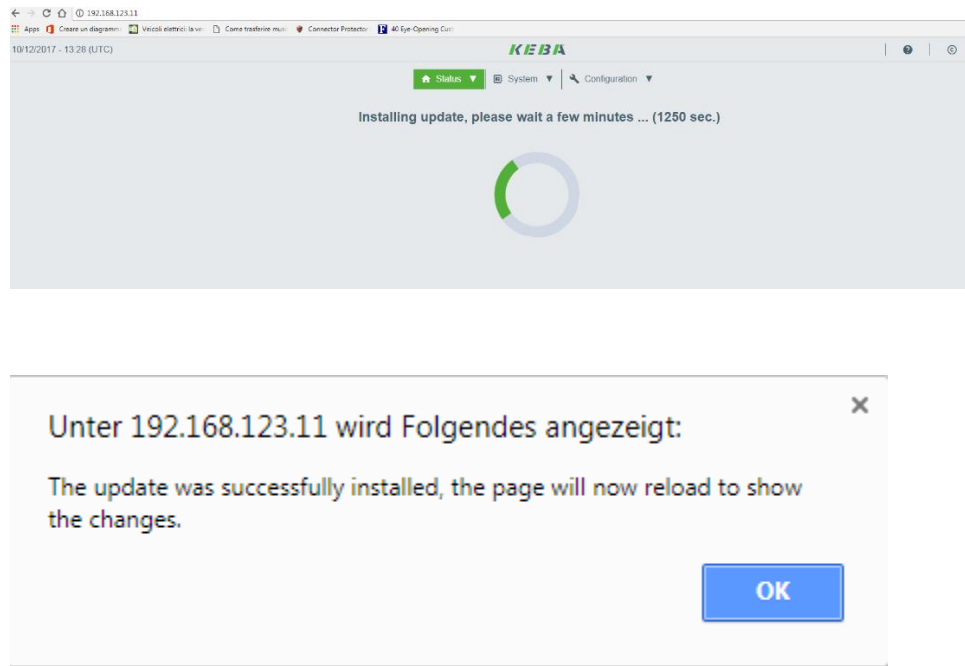 192.168.123.11
Apps Creare un diagramm Veicoli elettrici: la ve Come trasferire mu Connector Protector 40 Eye-Opening Cus
10/12/2017 - 13:28 (UTC) KEBA
Status System Configuration
Installing update, please wait a few minutes ... (1250 sec.)
Unter 192.168.123.11 wird Folgendes angezeigt:
The update was successfully installed, the page will now reload to show
the changes.
OK